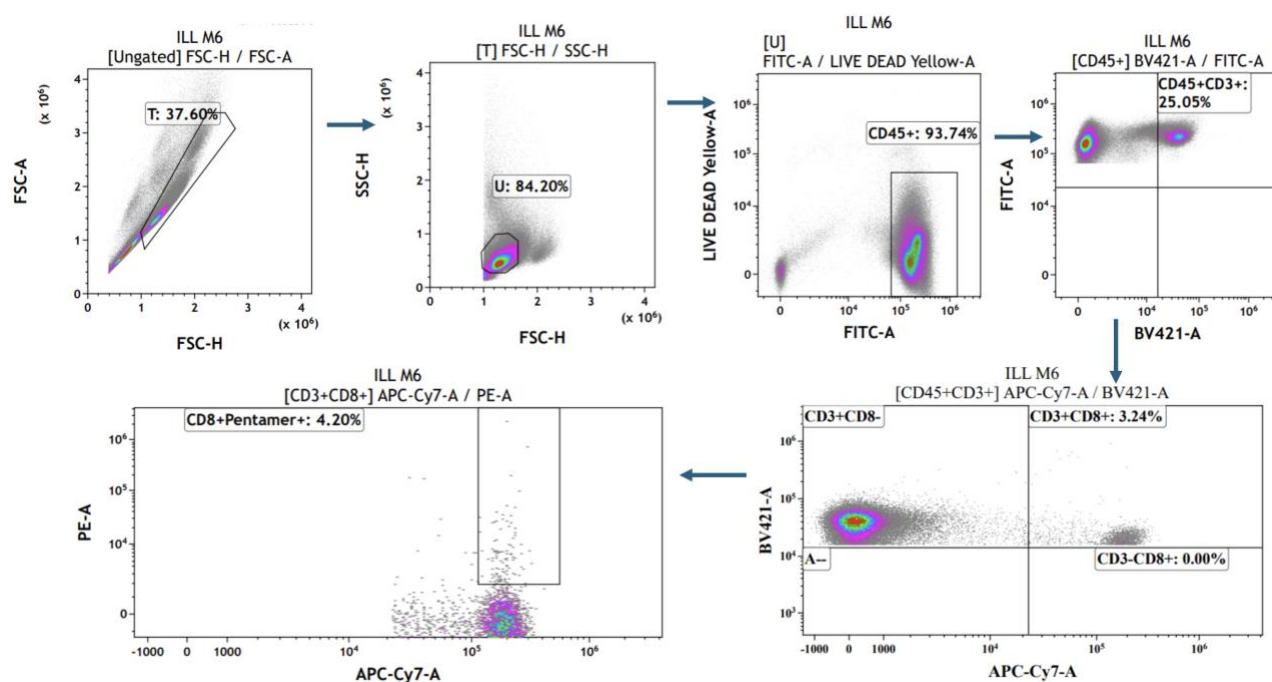 ILL M6
[Ungated] FSC-H / FSC-A
(x 10⁶)
4
3
2
1
0
T: 37.60%
FSC-A
0
1
2
3
4
(x 10⁶)
FSC-H
ILL M6
[T] FSC-H / SSC-H
(x 10⁶)
4
3
2
1
0
U: 84.20%
SSC-H
0
1
2
4
(x 10⁶)
FSC-H
ILL M6
[U]
FITC-A / LIVE DEAD Yellow-A
10⁶
10⁵
10⁴
0
CD45+: 93.74%
LIVE DEAD Yellow-A
0
10⁴
10⁵
10⁶
FITC-A
ILL M6
[CD45+] BV421-A / FITC-A
CD45+CD3+:
25.05%
10⁶
10⁵
10⁴
0
FITC-A
0
10⁴
10⁵
10⁶
BV421-A
ILL M6
[CD3+CD8+] APC-Cy7-A / PE-A
CD8+Pentamer+: 4.20%
10⁶
10⁵
10⁴
0
PE-A
-1000
0
1000
10⁴
10⁵
10⁶
APC-Cy7-A
ILL M6
[CD45+CD3+] APC-Cy7-A / BV421-A
CD3+CD8-
CD3+CD8+: 3.24%
10⁶
10⁵
10⁴
10³
BV421-A
A--
CD3-CD8+: 0.00%
-1000
0
1000
10⁴
10⁵
10⁶
APC-Cy7-A